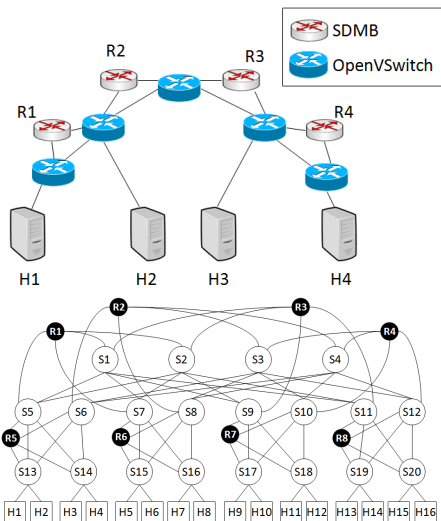 SDMB
OpenVSwitch
R2
R3
R1
R4
H1
H2
H3
H4
R2
R3
R1
R4
S1
S2
S3
S4
S5
S6
S7
S8
S9
S10
S11
S12
R5
R6
R7
R8
S13
S14
S15
S16
S17
S18
S19
S20
H1 H2 H3 H4 H5 H6 H7 H8 H9 H10 H11 H12 H13 H14 H15 H16